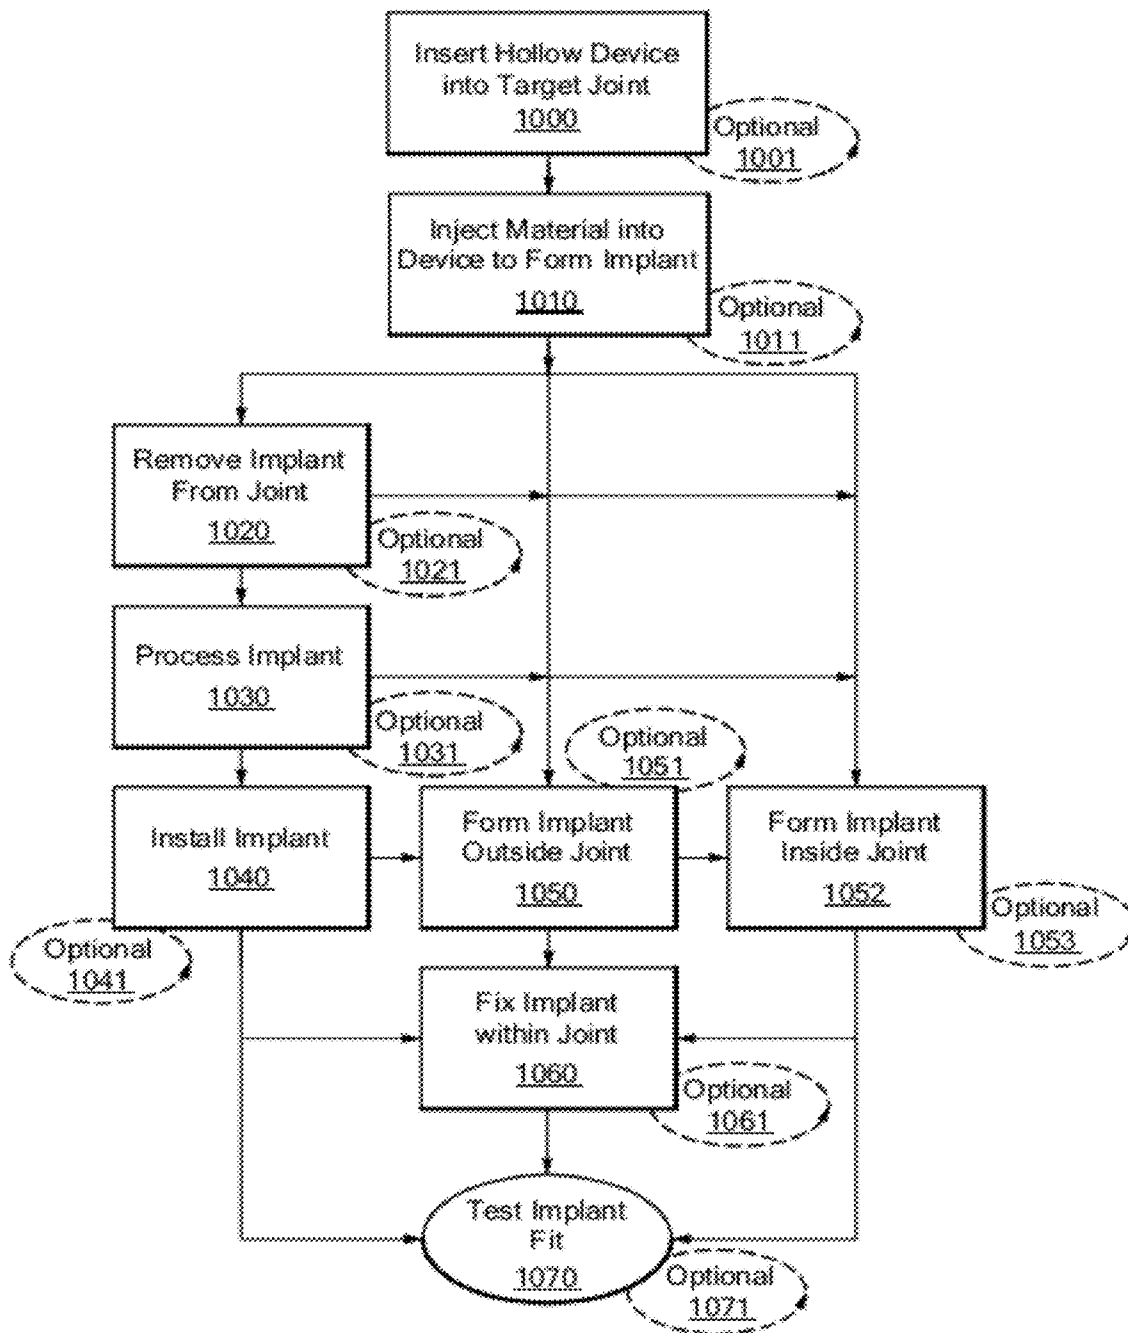 Insert Hollow Device
into Target Joint
1000
Optional
1001
Inject Material into
Device to Form Implant
1010
Optional
1011
Remove Implant
From Joint
1020
Optional
1021
Process Implant
1030
Optional
1031
Optional
1051
Install Implant
1040
Form Implant
Outside Joint
1050
Form Implant
Inside Joint
1052
Optional
1041
Optional
1053
Fix Implant
within Joint
1060
Optional
1061
Test Implant
Fit
1070
Optional
1071